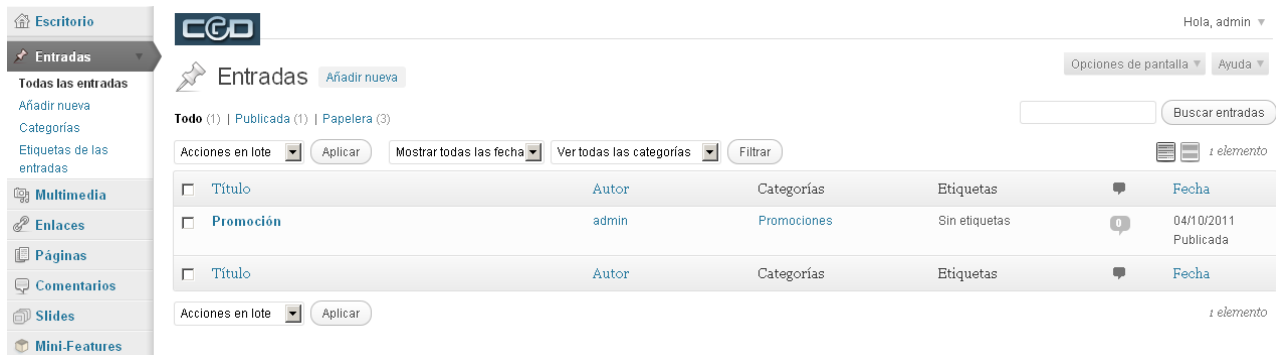 Escritorio
Entradas
Todas las entradas
Añadir nueva
Categorías
Etiquetas de las
entradas
Multimedia
Enlaces
Páginas
Comentarios
Slides
Mini-Features
Hola, admin
Entradas Añadir nueva
Opciones de pantalla Ayuda
Todo (1) | Publicada (1) | Papelera (3)
Buscar entradas
Acciones en lote Aplicar Mostrar todas las fecha Ver todas las categorías Filtrar 1 elemento
Título Autor Categorías Etiquetas Fecha
Promoción admin Promociones Sin etiquetas 0 04/10/2011
Publicada
Título Autor Categorías Etiquetas Fecha
Acciones en lote Aplicar 1 elemento